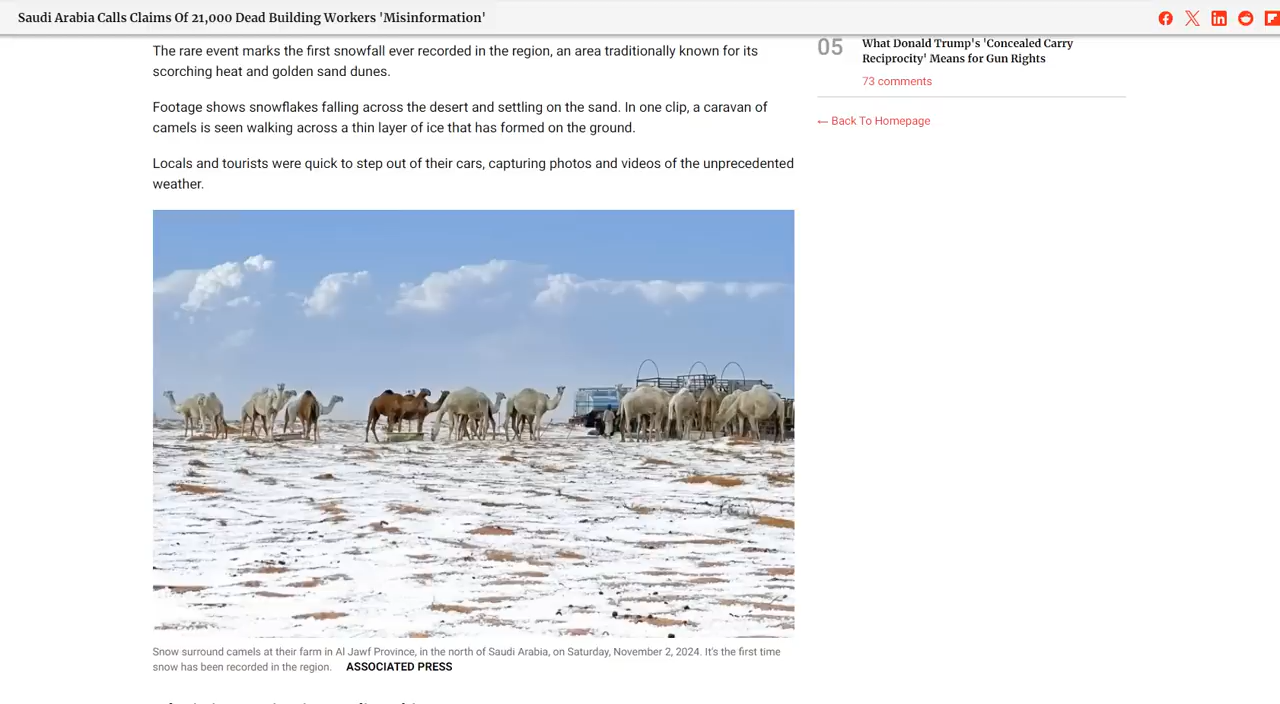 Saudi Arabia Calls Claims Of 21,000 Dead Building Workers 'Misinformation'
The rare event marks the first snowfall ever recorded in the region, an area traditionally known for its
scorching heat and golden sand dunes.
Footage shows snowflakes falling across the desert and settling on the sand. In one clip, a caravan of
camels is seen walking across a thin layer of ice that has formed on the ground.
Locals and tourists were quick to step out of their cars, capturing photos and videos of the unprecedented
weather.
Snow surround camels at their farm in Al Jawf Province, in the north of Saudi Arabia, on Saturday, November 2, 2024. It's the first time
snow has been recorded in the region. ASSOCIATED PRESS
05
What Donald Trump's 'Concealed Carry
Reciprocity' Means for Gun Rights
73 comments
← Back To Homepage